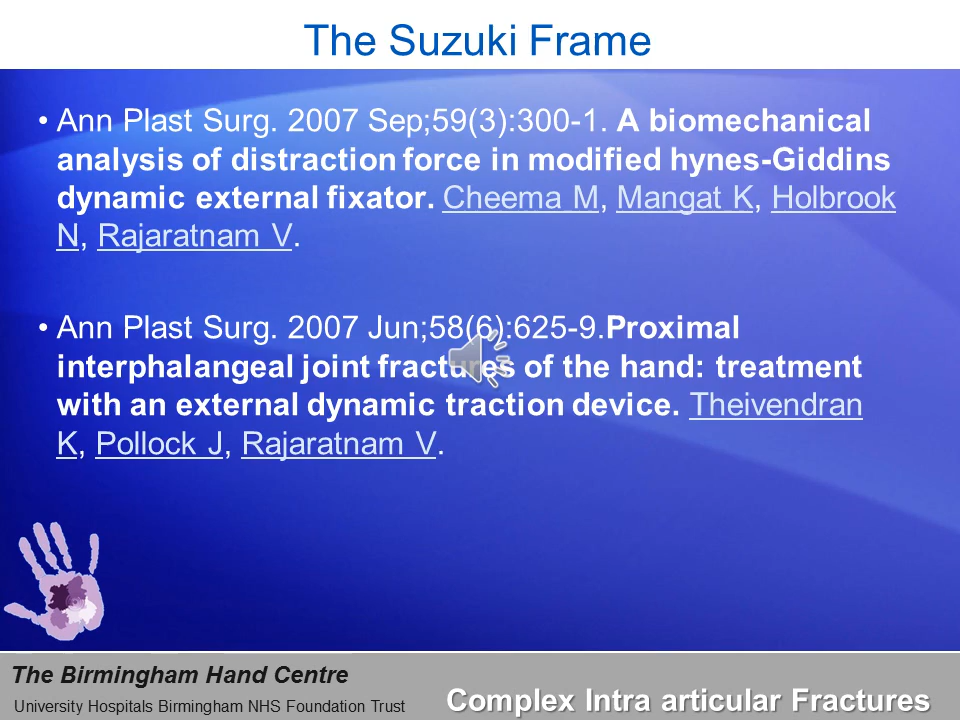 The Suzuki Frame
• Ann Plast Surg. 2007 Sep;59(3):300-1. A biomechanical
analysis of distraction force in modified hynes-Giddins
dynamic external fixator. Cheema M, Mangat K, Holbrook
N, Rajaratnam V.
• Ann Plast Surg. 2007 Jun;58(6):625-9.Proximal
interphalangeal joint fractures of the hand: treatment
with an external dynamic traction device. Theivendran
K, Pollock J, Rajaratnam V.
The Birmingham Hand Centre
University Hospitals Birmingham NHS Foundation Trust
Complex Intra articular Fractures